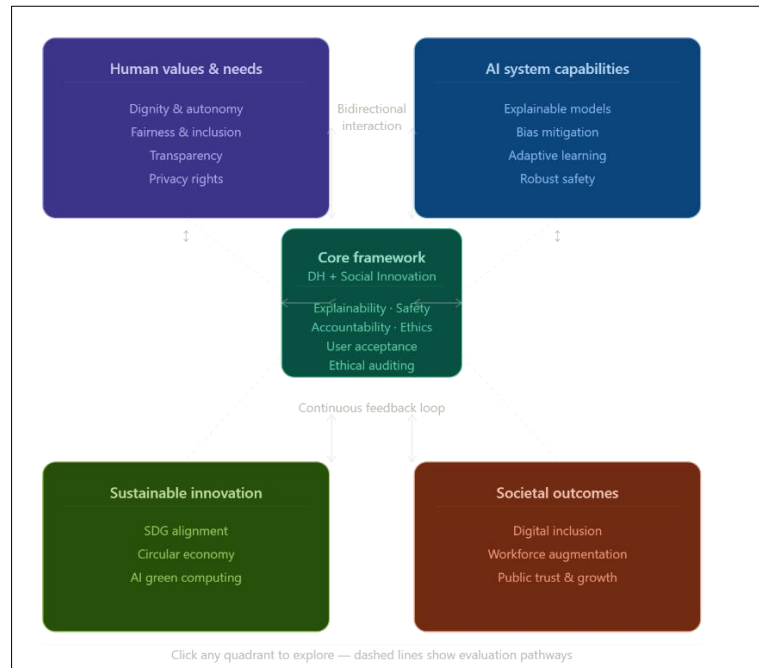 Human values & needs
Dignity & autonomy
Fairness & inclusion
Transparency
Privacy rights
Bidirectional
interaction
AI system capabilities
Explainable models
Bias mitigation
Adaptive learning
Robust safety
Core framework
DH + Social Innovation
Explainability · Safety
Accountability · Ethics
User acceptance
Ethical auditing
Continuous feedback loop
Sustainable innovation
SDG alignment
Circular economy
AI green computing
Societal outcomes
Digital inclusion
Workforce augmentation
Public trust & growth
Click any quadrant to explore — dashed lines show evaluation pathways